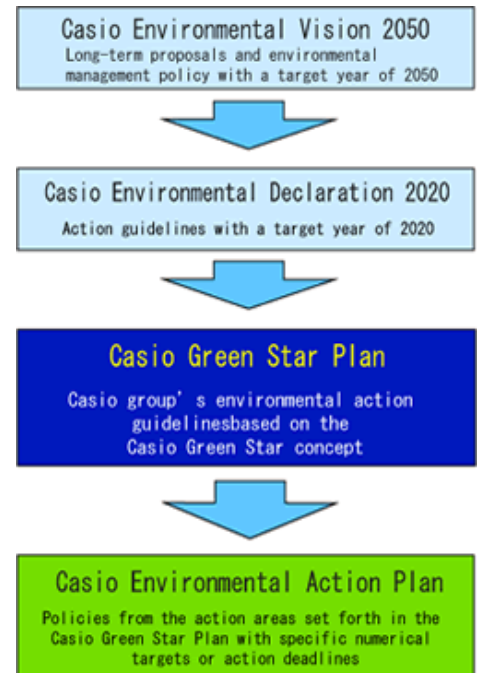 Casio Environmental Vision 2050
Long-term proposals and environmental
management policy with a target year of 2050
Casio Environmental Declaration 2020
Action guidelines with a target year of 2020
Casio Green Star Plan
Casio group's environmental action
guidelinesbased on the
Casio Green Star concept
Casio Environmental Action Plan
Policies from the action areas set forth in the
Casio Green Star Plan with specific numerical
targets or action deadlines